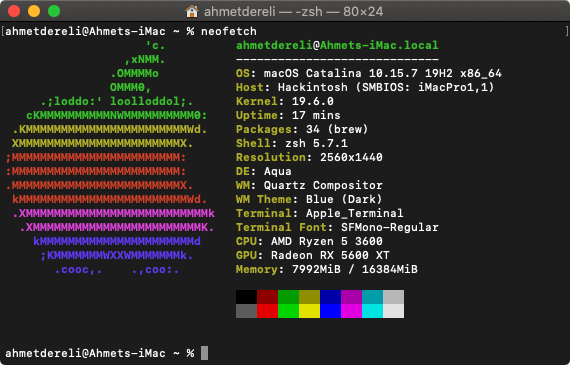 ahmetdereli — -zsh — 80×24
[ahmetdereli@Ahmets-iMac ~ % neofetch ]
'c. ahmetdereli@Ahmets-iMac.local
,xNMM. ----------------------------
.OMMMMo OS: macOS Catalina 10.15.7 19H2 x86_64
OMMM0, Host: Hackintosh (SMBIOS: iMacPro1,1)
.;loddo:' loolloddol;. Kernel: 19.6.0
cKMMMMMMMMMMNWMMMMMMMMMM0: Uptime: 17 mins
.KMMMMMMMMMMMMMMMMMMMMMMMWd. Packages: 34 (brew)
XMMMMMMMMMMMMMMMMMMMMMMMX. Shell: zsh 5.7.1
;MMMMMMMMMMMMMMMMMMMMMMMM: Resolution: 2560x1440
:MMMMMMMMMMMMMMMMMMMMMMMM: DE: Aqua
.MMMMMMMMMMMMMMMMMMMMMMMMX. WM: Quartz Compositor
kMMMMMMMMMMMMMMMMMMMMMMMMWd. WM Theme: Blue (Dark)
.XMMMMMMMMMMMMMMMMMMMMMMMMMMk Terminal: Apple_Terminal
.XMMMMMMMMMMMMMMMMMMMMMMMMK. Terminal Font: SFMono-Regular
kMMMMMMMMMMMMMMMMMMMMMMd CPU: AMD Ryzen 5 3600
;KMMMMMMMWXXWMMMMMMMk. GPU: Radeon RX 5600 XT
.cooc,. .,coo:. Memory: 7992MiB / 16384MiB
ahmetdereli@Ahmets-iMac ~ %